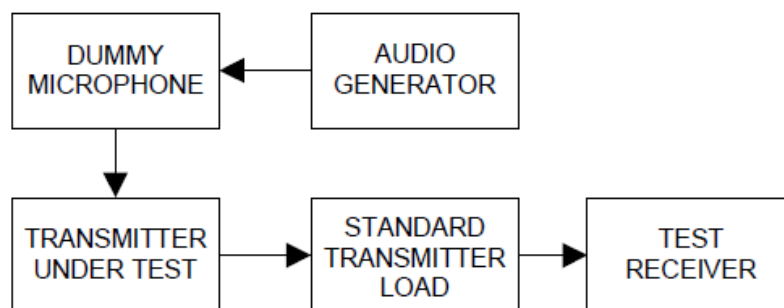 DUMMY
MICROPHONE
AUDIO
GENERATOR
TRANSMITTER
UNDER TEST
STANDARD
TRANSMITTER
LOAD
TEST
RECEIVER